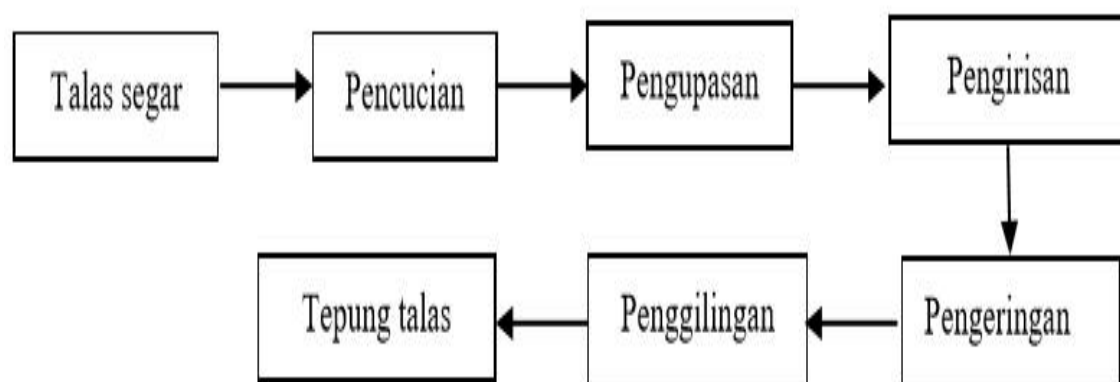 Talas segar
Pencucian
Pengupasan
Pengirisan
Pengeringan
Penggilingan
Tepung talas